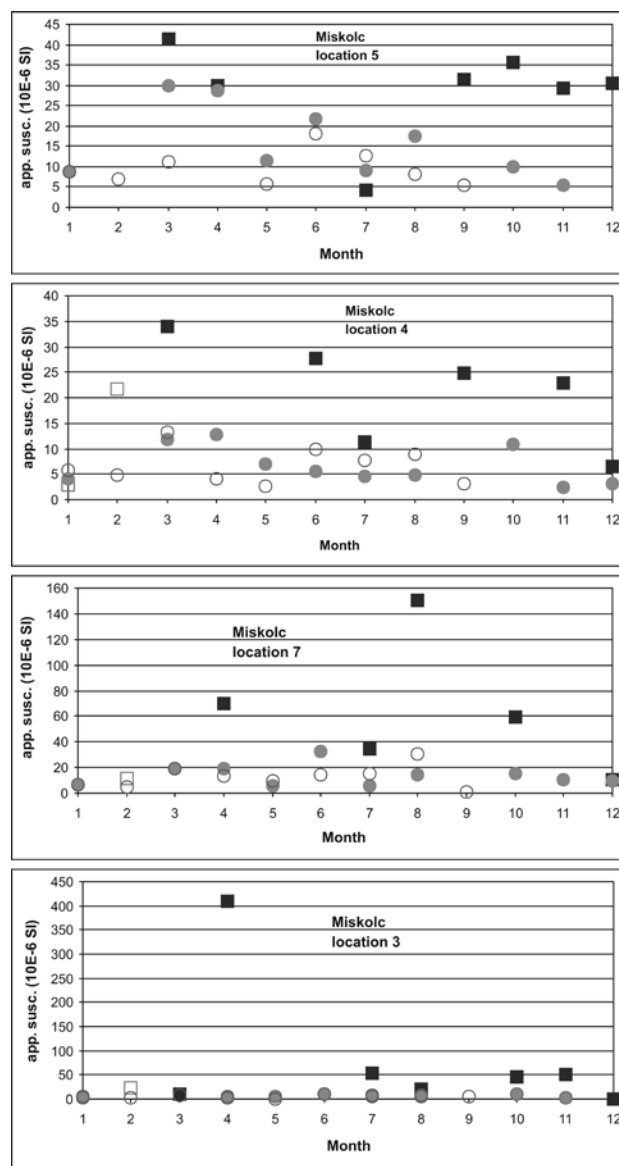 45
40
35
30
25
20
15
10
5
0
app. susc. (10E-6 SI)
Miskolc
location 5
1 2 3 4 5 6 7 8 9 10 11 12
Month
40
35
30
25
20
15
10
5
0
app. susc. (10E-6 SI)
Miskolc
location 4
1 2 3 4 5 6 7 8 9 10 11 12
Month
160
140
120
100
80
60
40
20
0
app. susc. (10E-6 SI)
Miskolc
location 7
1 2 3 4 5 6 7 8 9 10 11 12
Month
450
400
350
300
250
200
150
100
50
0
app. susc. (10E-6 SI)
Miskolc
location 3
1 2 3 4 5 6 7 8 9 10 11 12
Month